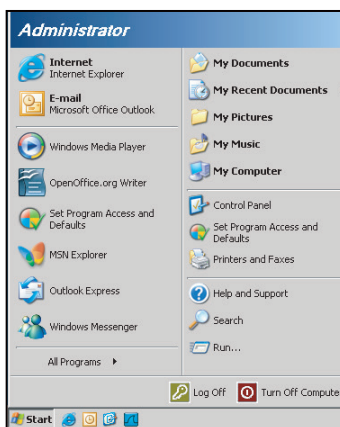 Administrator
Internet
Internet Explorer
E-mail
Microsoft Office Outlook
Windows Media Player
OpenOffice.org Writer
Set Program Access and
Defaults
MSN Explorer
Outlook Express
Windows Messenger
All Programs
My Documents
My Recent Documents
My Pictures
My Music
My Computer
Control Panel
Set Program Access and
Defaults
Printers and Faxes
Help and Support
Search
Run...
Log Off
Turn Off Compute
Start